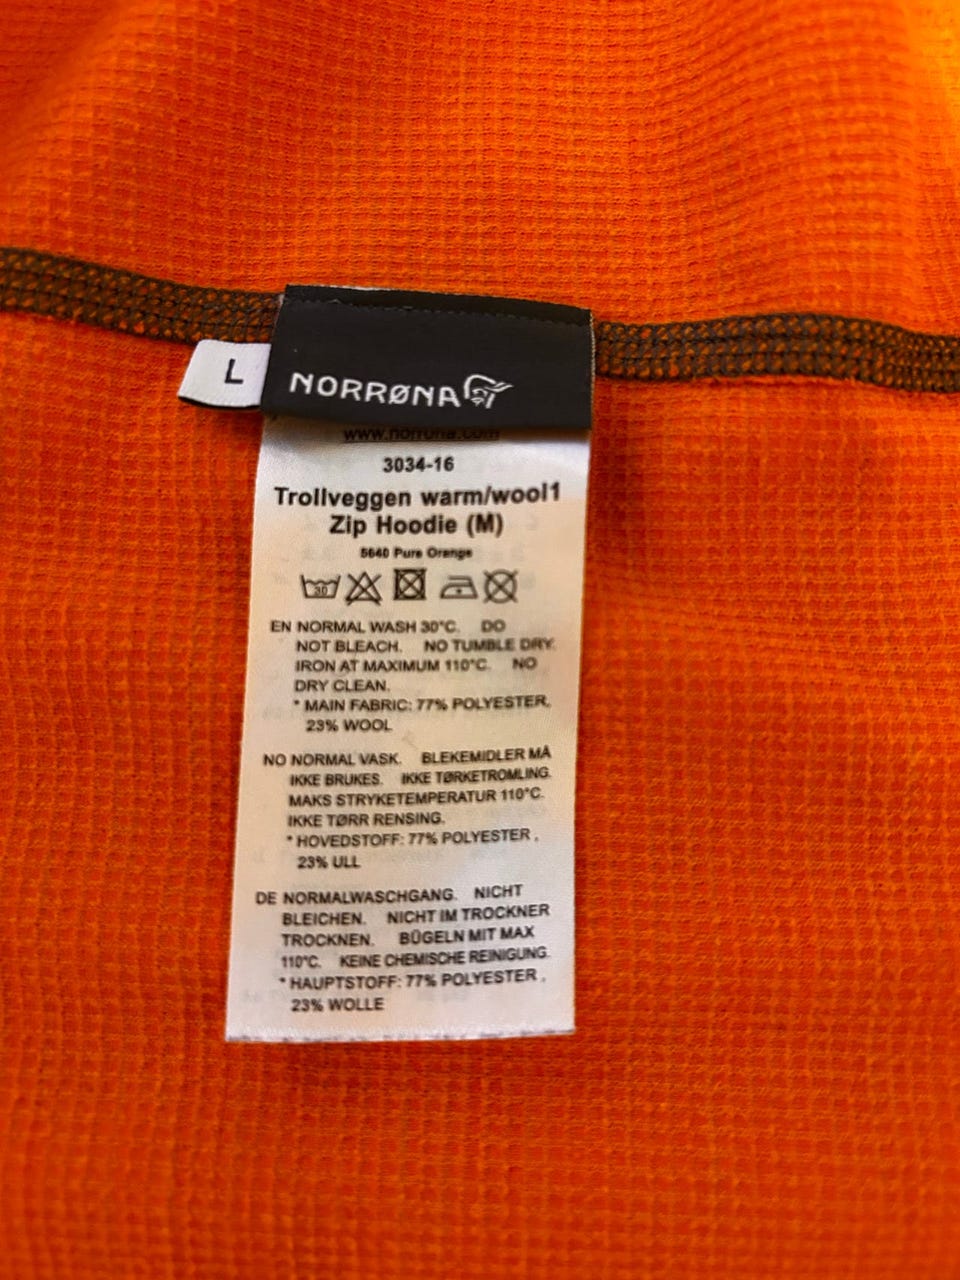 L
NORRØNA
www.norrona.com
3034-16
Trollveggen warm/wool1
Zip Hoodie (M)
5640 Pure Orange
30
EN NORMAL WASH 30°C. DO
NOT BLEACH. NO TUMBLE DRY.
IRON AT MAXIMUM 110°C. NO
DRY CLEAN.
* MAIN FABRIC: 77% POLYESTER,
23% WOOL
NO NORMAL VASK. BLEKEMIDLER MÅ
IKKE BRUKES. IKKE TØRKETROMLING.
MAKS STRYKETEMPERATUR 110°C.
IKKE TØRR RENSING.
* HOVEDSTOFF: 77% POLYESTER ,
23% ULL
DE NORMALWASCHGANG. NICHT
BLEICHEN. NICHT IM TROCKNER
TROCKNEN. BÜGELN MIT MAX
110°C. KEINE CHEMISCHE REINIGUNG.
* HAUPTSTOFF: 77% POLYESTER ,
23% WOLLE